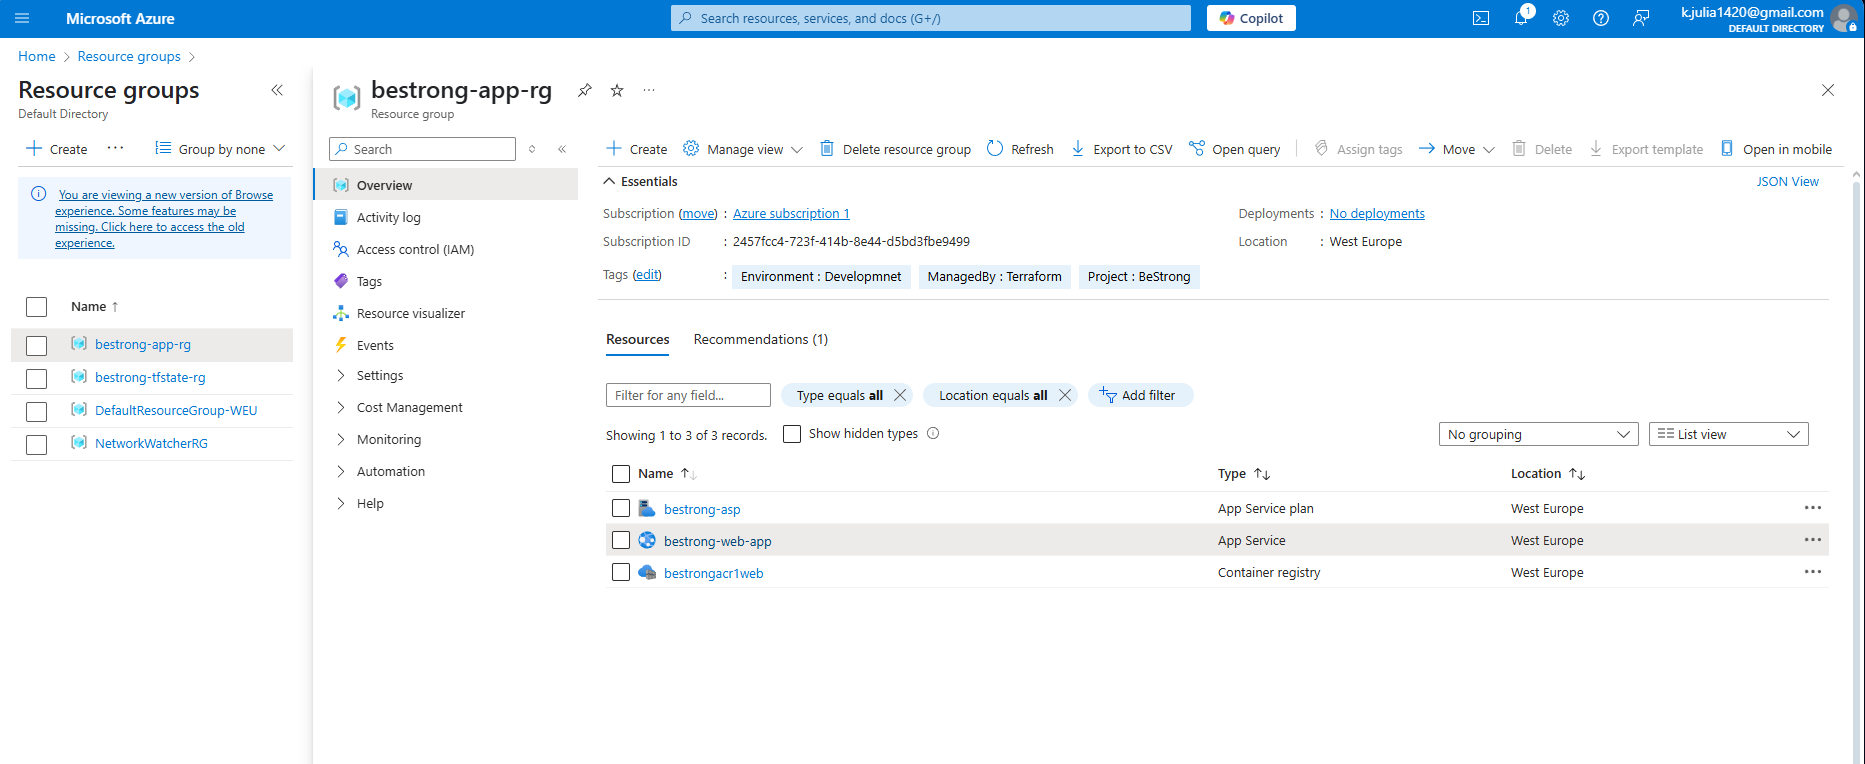 Microsoft Azure
Search resources, services, and docs (G+/)
Copilot
1
k.julia1420@gmail.com
DEFAULT DIRECTORY
Home > Resource groups >
Resource groups
Default Directory
+ Create ... Group by none
You are viewing a new version of Browse
experience. Some features may be
missing. Click here to access the old
experience.
Name ↑
bestrong-app-rg
bestrong-tfstate-rg
DefaultResourceGroup-WEU
NetworkWatcherRG
bestrong-app-rg
Resource group
Search
Overview
Activity log
Access control (IAM)
Tags
Resource visualizer
Events
Settings
Cost Management
Monitoring
Automation
Help
Create Manage view Delete resource group Refresh Export to CSV Open query Assign tags Move Delete Export template Open in mobile
Essentials
JSON View
Subscription (move) : Azure subscription 1
Subscription ID : 2457fcc4-723f-414b-8e44-d5bd3fbe9499
Deployments : No deployments
Location : West Europe
Tags (edit) : Environment : Developmnet ManagedBy : Terraform Project : BeStrong
Resources Recommendations (1)
Filter for any field... Type equals all Location equals all Add filter
Showing 1 to 3 of 3 records. Show hidden types No grouping List view
Name Type Location
bestrong-asp App Service plan West Europe
bestrong-web-app App Service West Europe
bestrongacr1web Container registry West Europe